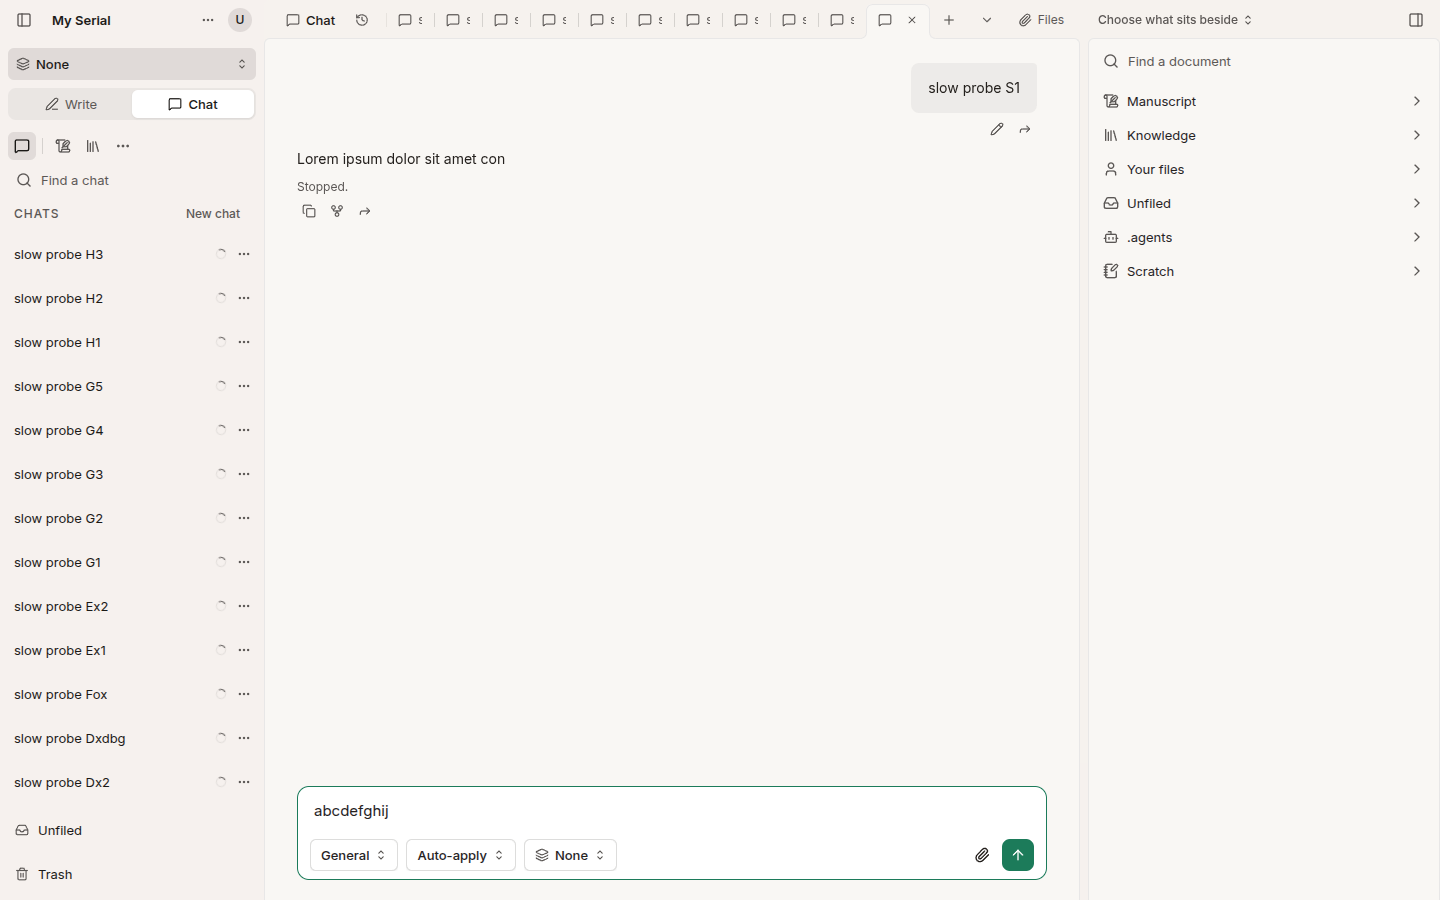 My Serial
U
None
Write
Chat
Find a chat
CHATS
New chat
slow probe H3
slow probe H2
slow probe H1
slow probe G5
slow probe G4
slow probe G3
slow probe G2
slow probe G1
slow probe Ex2
slow probe Ex1
slow probe Fox
slow probe Dxdbg
slow probe Dx2
Unfiled
Trash
Chat
Files
slow probe S1
Lorem ipsum dolor sit amet con
Stopped.
abcdefghij
General
Auto-apply
None
Choose what sits beside
Find a document
Manuscript
Knowledge
Your files
Unfiled
.agents
Scratch